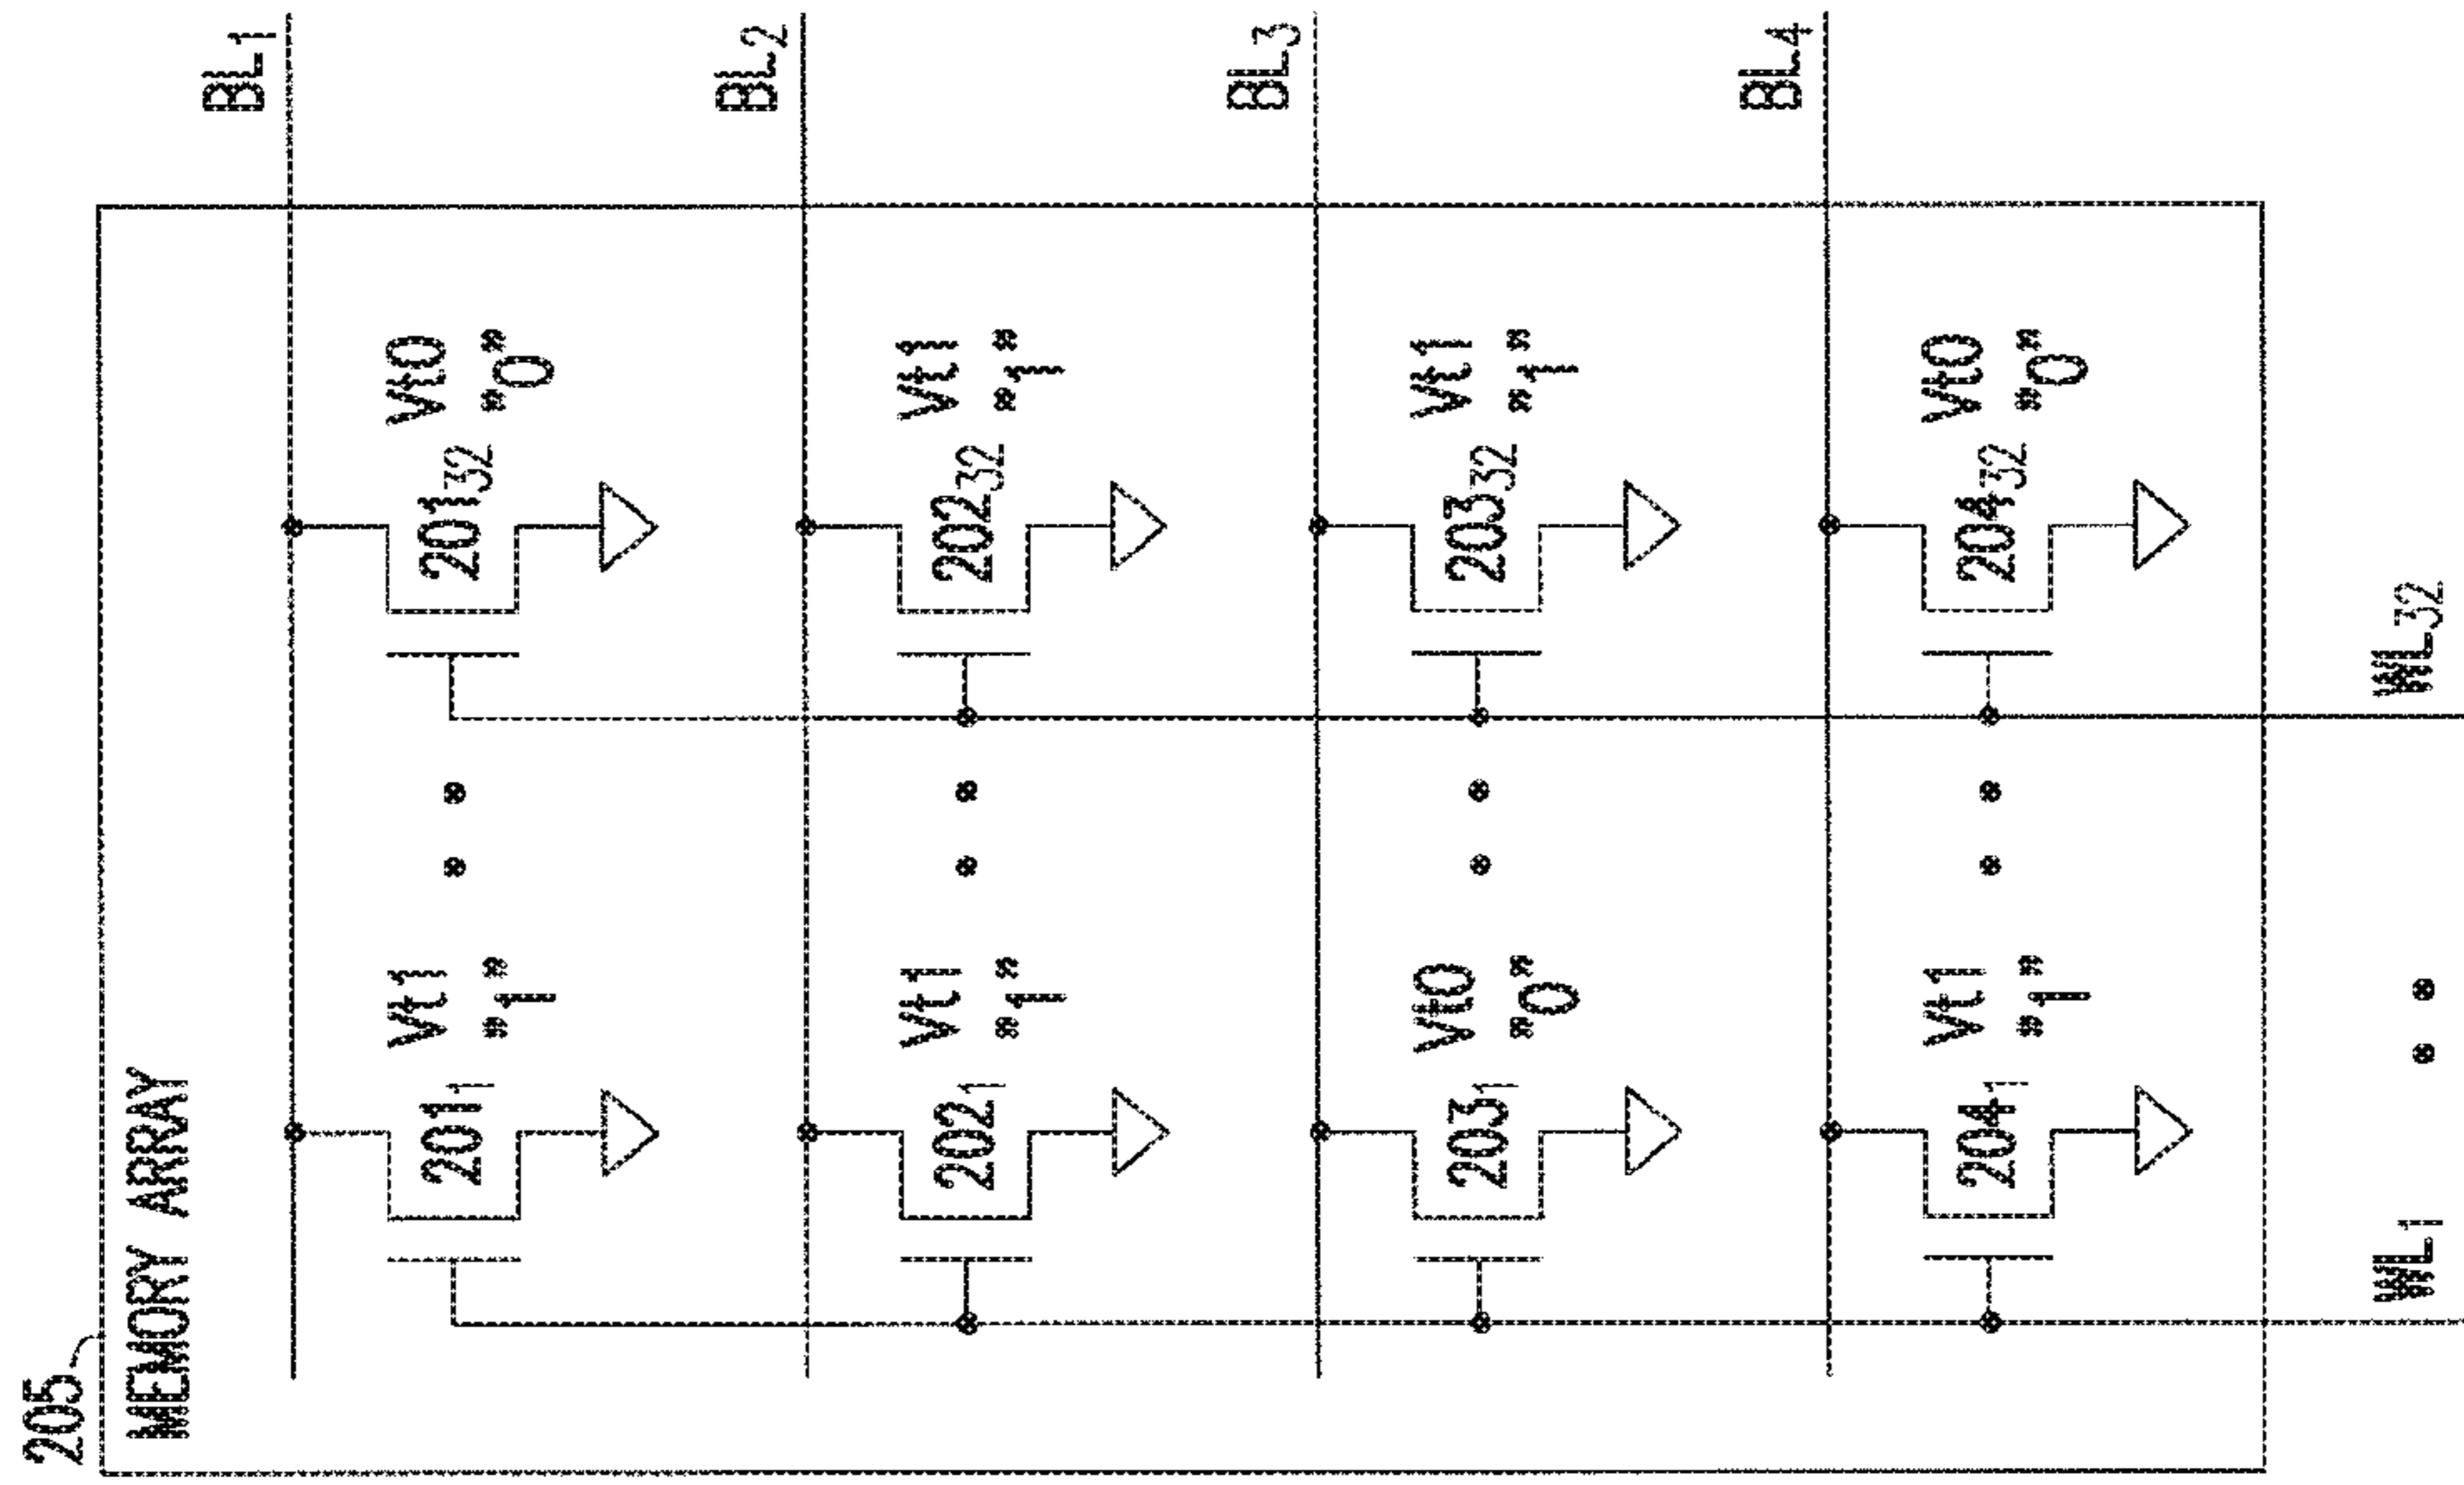 205
MEMORY ARRAY
BL1
201₁
Vt1
"1"
201₃₂
Vt0
"0"
BL2
202₁
Vt1
"1"
202₃₂
Vt1
"1"
BL3
203₁
Vt0
"0"
203₃₂
Vt1
"1"
BL4
204₁
Vt1
"1"
204₃₂
Vt0
"0"
WL₁
WL₃₂